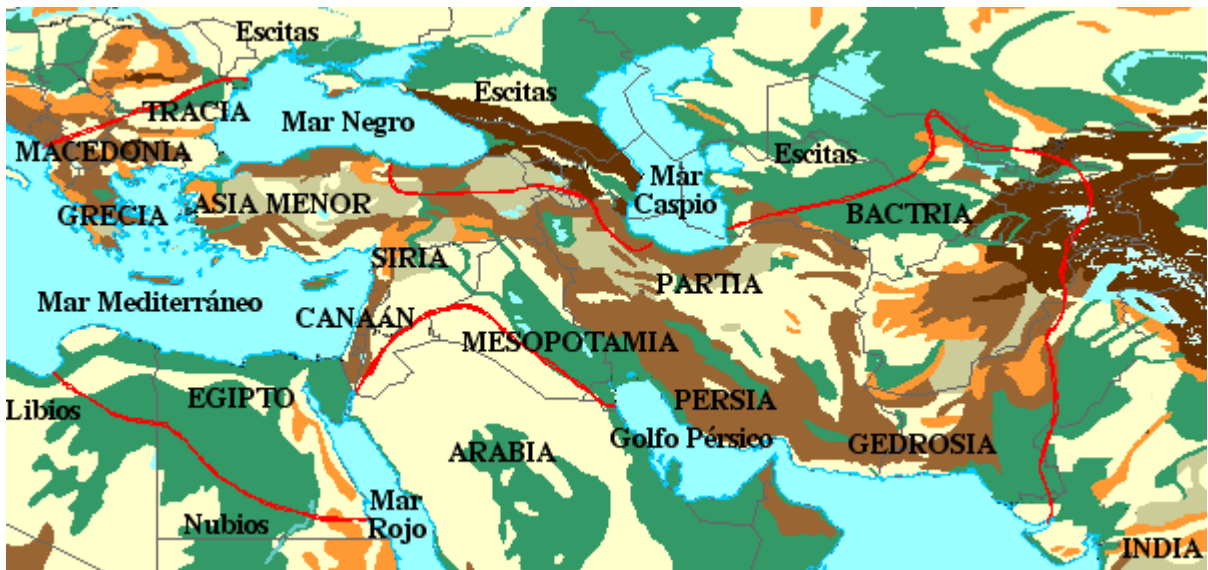 Escitas
TRACIA
Mar Negro
Escitas
MACEDONIA
Escitas
Mar
Caspio
GRECIA
ASIA MENOR
BACTRIA
SIRIA
PARTIA
Mar Mediterráneo
CANAÁN
MESOPOTAMIA
EGIPTO
PERSIA
Libios
Golfo Pérsico
GEDROSIA
ARABIA
Mar
Rojo
Nubios
INDIA